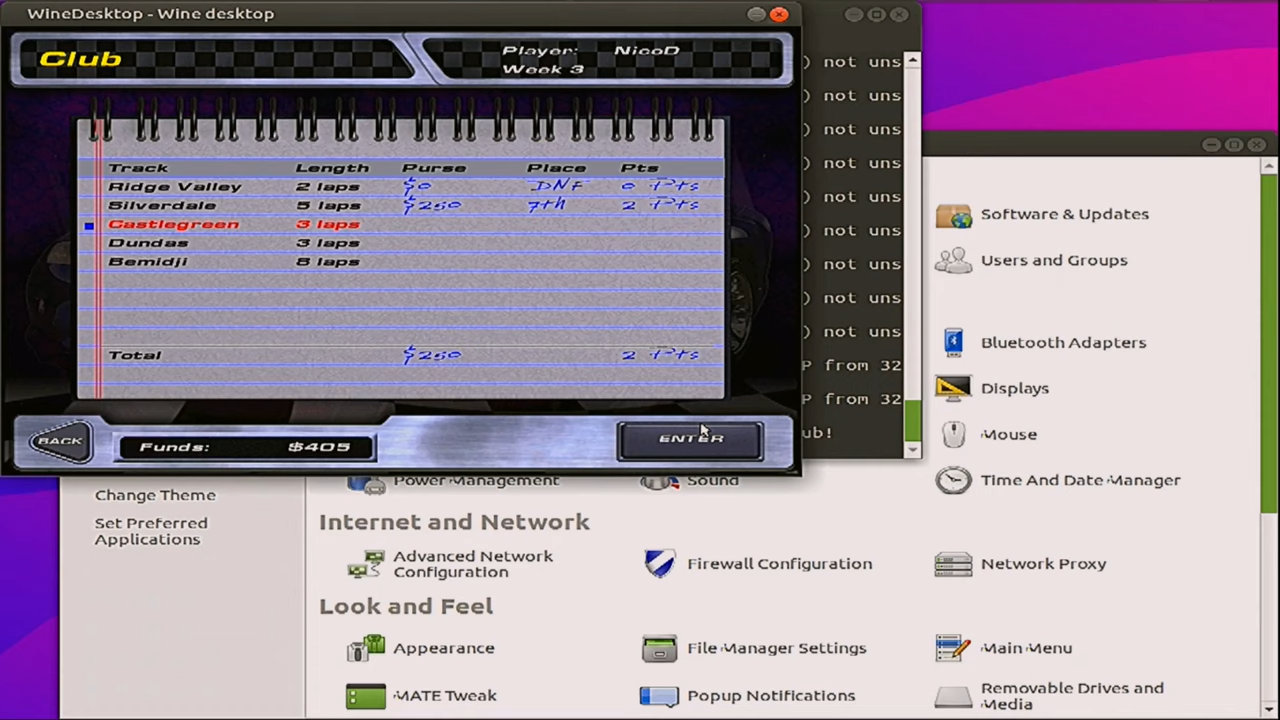 WineDesktop - Wine desktop
Club
Player: NicoD
Week 3
Track Length Purse Place Pts
Ridge Valley 2 laps $0 DNF 0 Pts
Silverdale 5 laps $250 7th 2 Pts
Castlegreen 3 laps
Dundas 3 laps
Bemidji 8 laps
Total $250 2 Pts
BACK
Funds: $405
ENTER
) not uns
) not uns
) not uns
) not uns
) not uns
) not uns
) not uns
) not uns
) not uns
P from 32
P from 32
ub!
Software & Updates
Users and Groups
Bluetooth Adapters
Displays
Mouse
Time And Date Manager
Change Theme
Set Preferred
Applications
Power Management
Sound
Internet and Network
Advanced Network
Configuration
Firewall Configuration
Network Proxy
Look and Feel
Appearance
File Manager Settings
Main Menu
MATE Tweak
Popup Notifications
Removable Drives and
Media